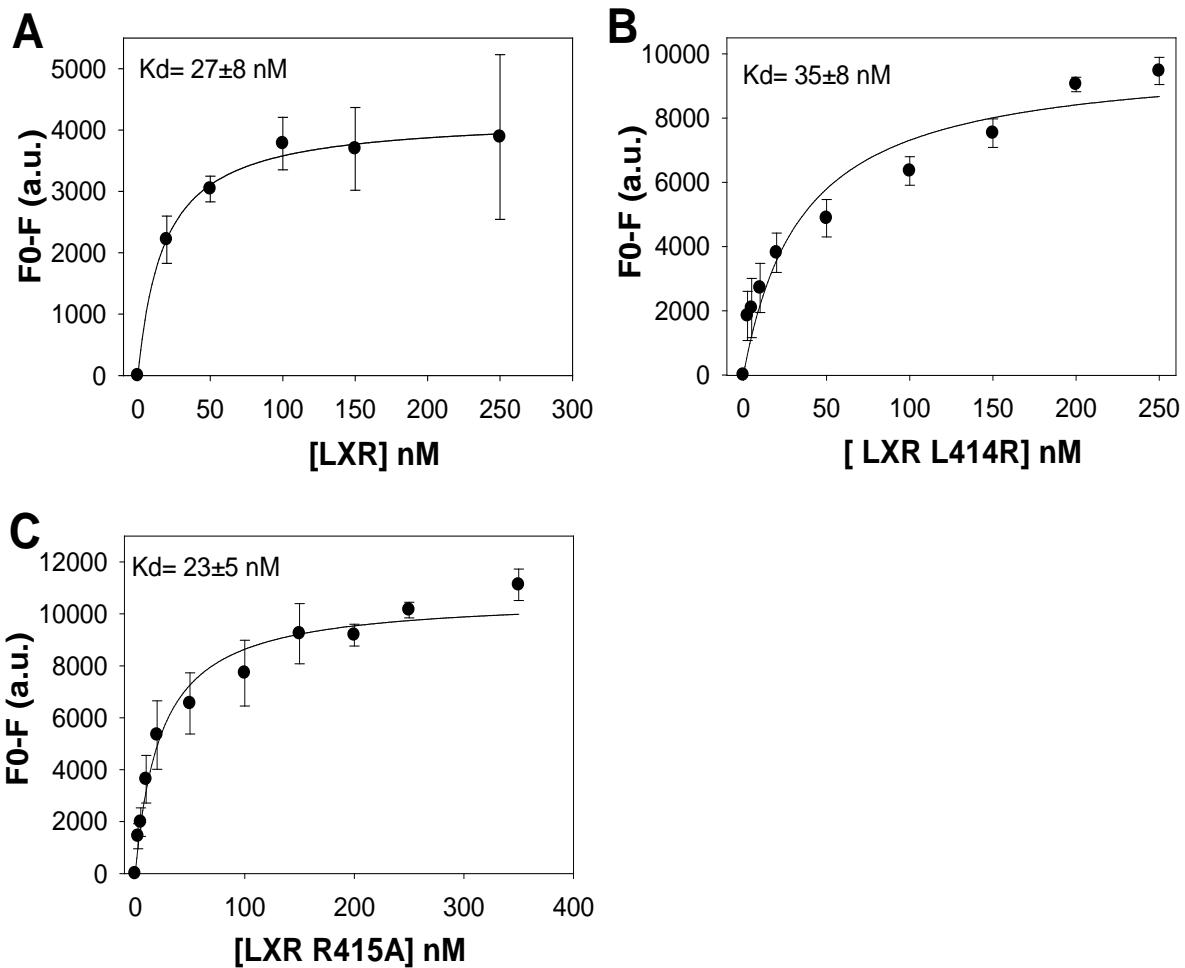 A
Kd= 27±8 nM
F0-F (a.u.)
5000
4000
3000
2000
1000
0
0 50 100 150 200 250 300
[LXR] nM
B
Kd= 35±8 nM
F0-F (a.u.)
10000
8000
6000
4000
2000
0
0 50 100 150 200 250
[ LXR L414R] nM
C
Kd= 23±5 nM
F0-F (a.u.)
12000
10000
8000
6000
4000
2000
0
0 100 200 300 400
[LXR R415A] nM